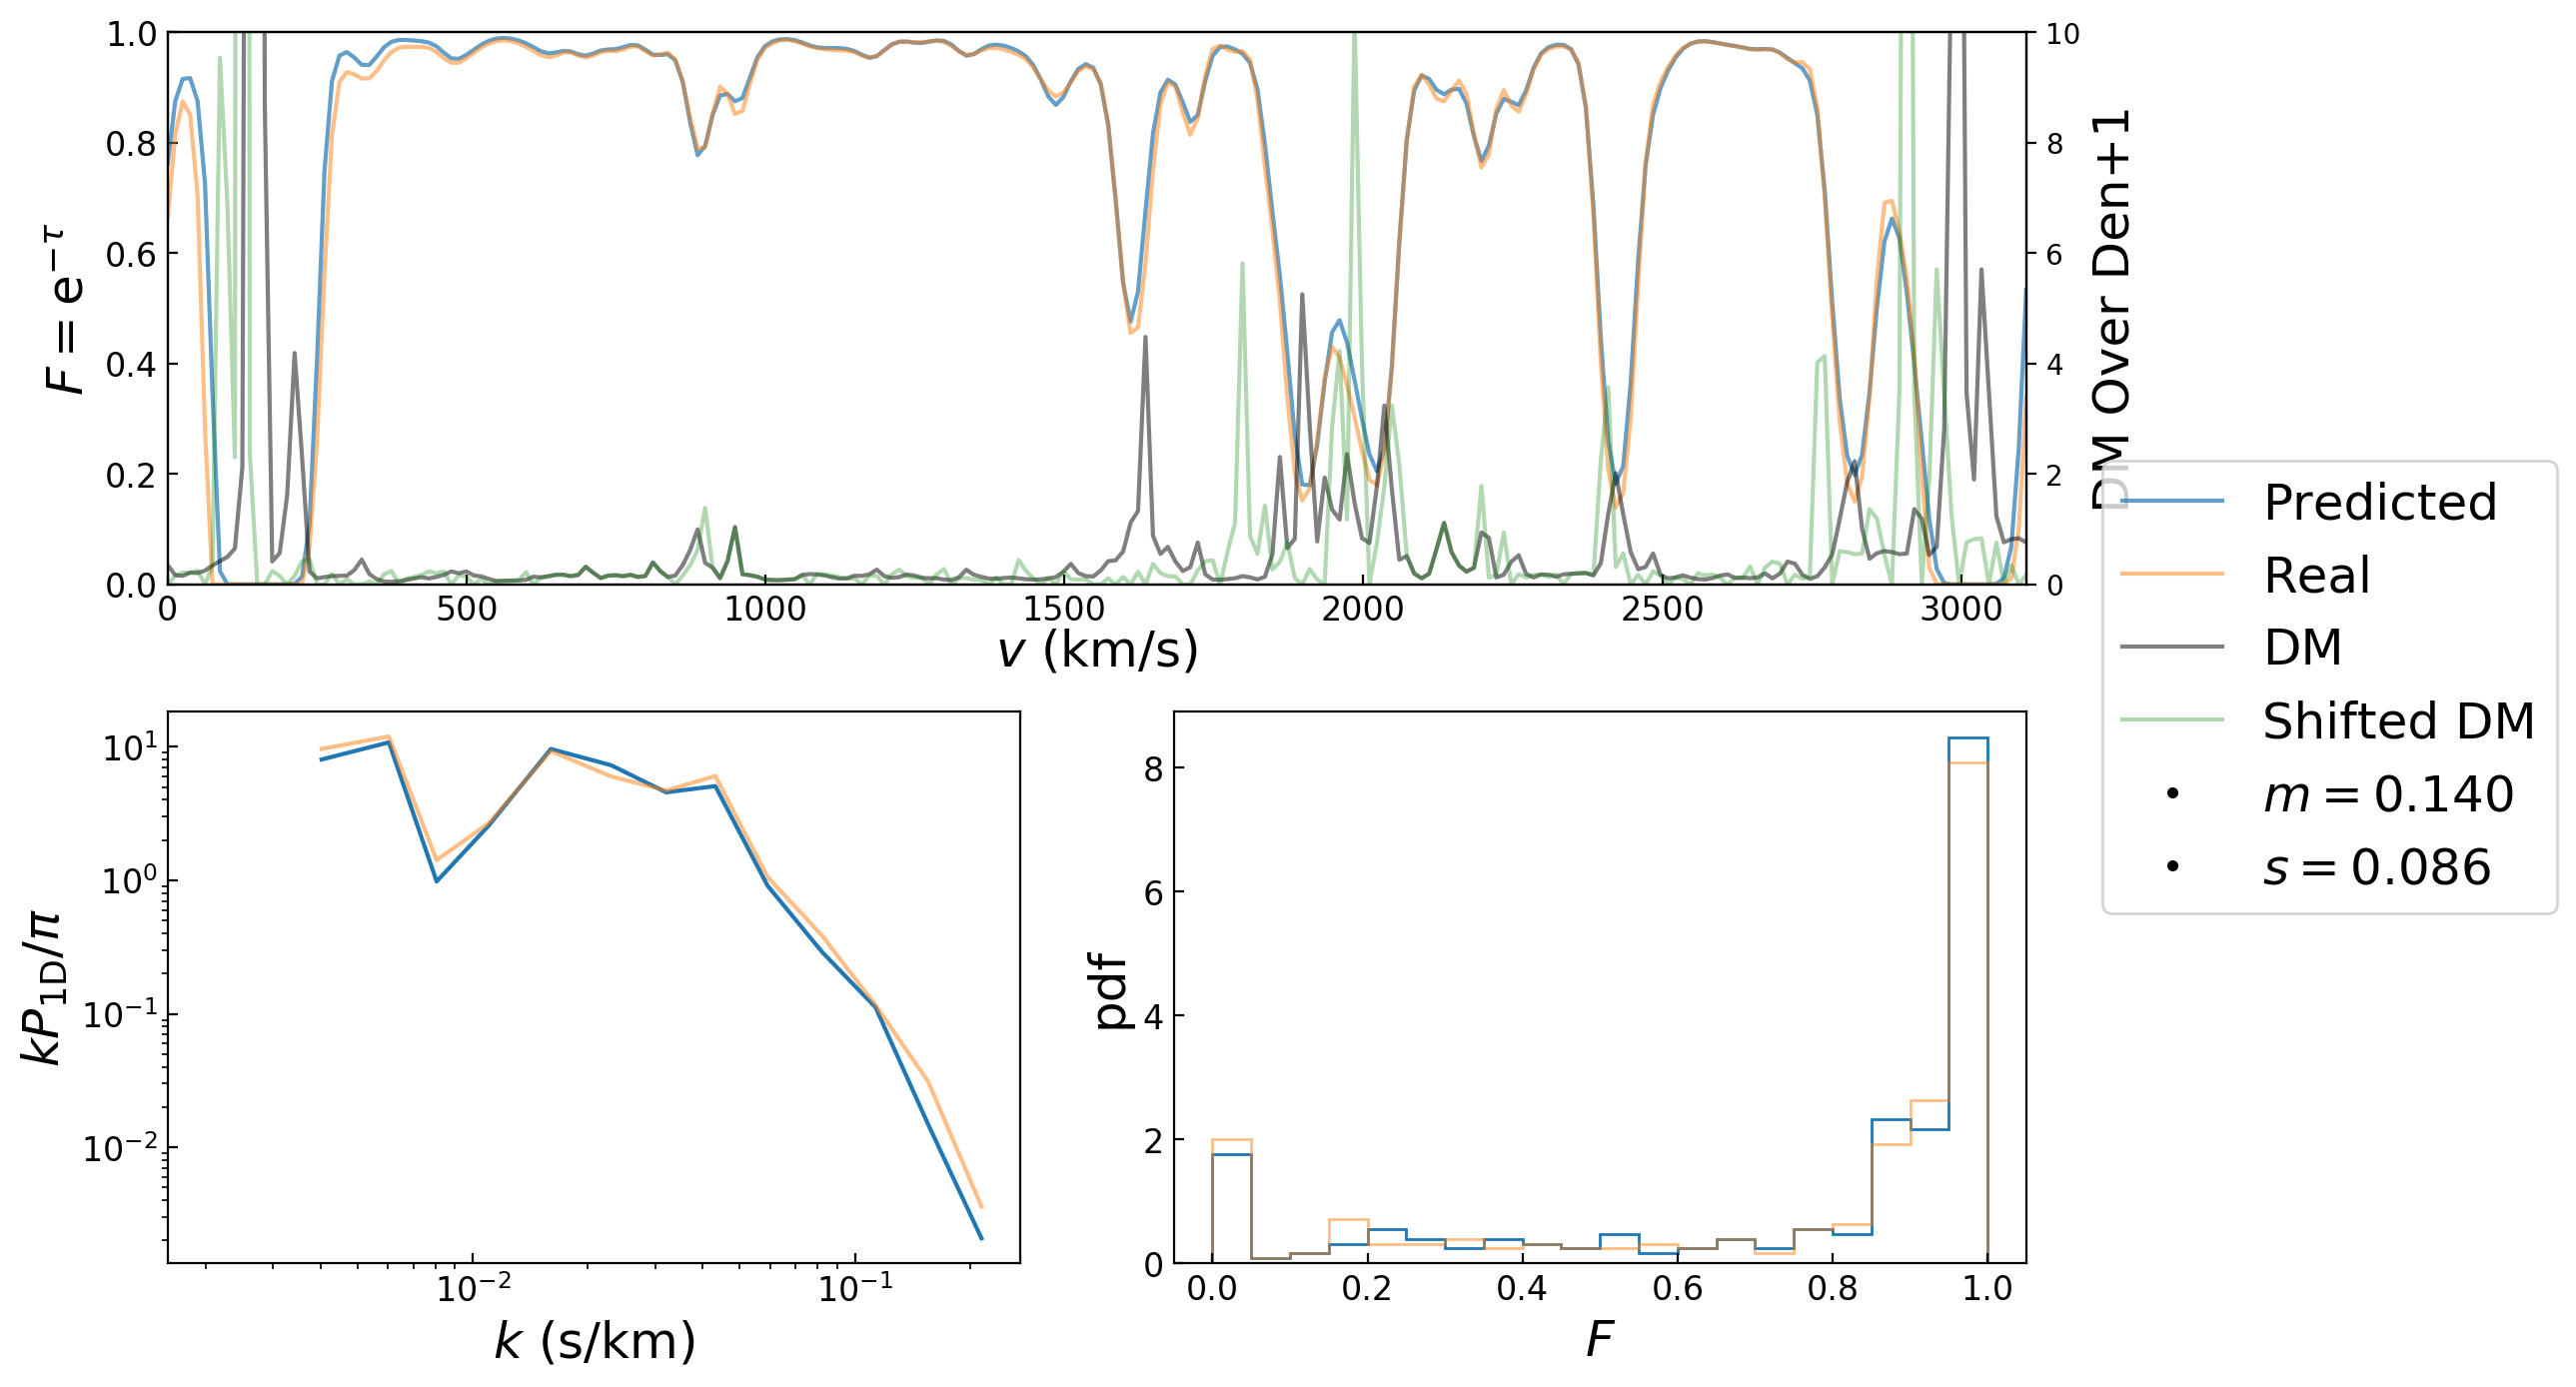 1.0
0.8
0.6
0.4
0.2
0.0
F = e^{−τ}
10
8
6
4
2
0
DM Over Den+1
0 500 1000 1500 2000 2500 3000
v (km/s)
Predicted
Real
DM
Shifted DM
m = 0.140
s = 0.086
10^1
10^0
10^{−1}
10^{−2}
kP_{1D}/π
10^{−2} 10^{−1}
k (s/km)
8
6
4
2
0
pdf
0.0 0.2 0.4 0.6 0.8 1.0
F